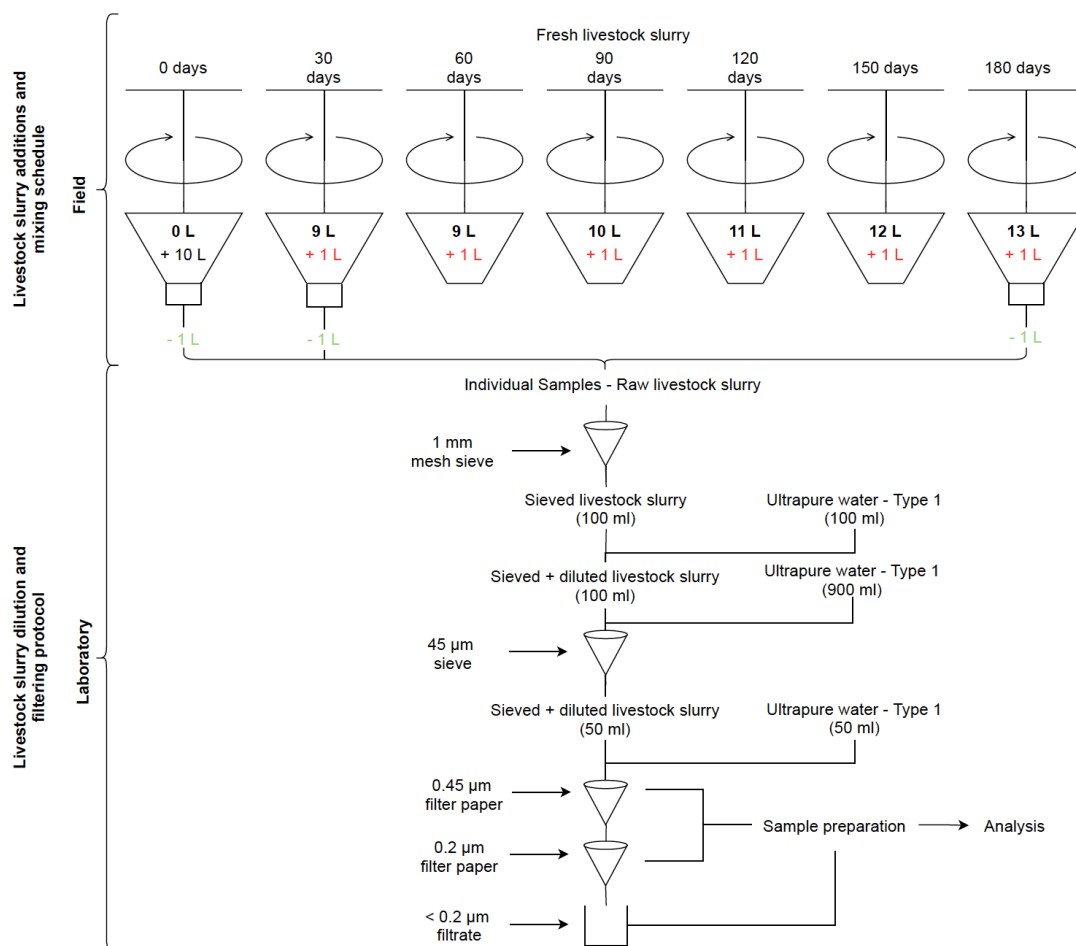 Fresh livestock slurry
0 days
30
days
60
days
90
days
120
days
150 days
180 days
Livestock slurry additions and
mixing schedule
Field
0 L
+ 10 L
9 L
+ 1 L
9 L
+ 1 L
10 L
+ 1 L
11 L
+ 1 L
12 L
+ 1 L
13 L
+ 1 L
- 1 L
- 1 L
- 1 L
Individual Samples - Raw livestock slurry
1 mm
mesh sieve
Sieved livestock slurry
(100 ml)
Ultrapure water - Type 1
(100 ml)
Sieved + diluted livestock slurry
(100 ml)
Ultrapure water - Type 1
(900 ml)
Livestock slurry dilution and
filtering protocol
Laboratory
45 µm
sieve
Sieved + diluted livestock slurry
(50 ml)
Ultrapure water - Type 1
(50 ml)
0.45 µm
filter paper
0.2 µm
filter paper
Sample preparation
Analysis
< 0.2 µm
filtrate